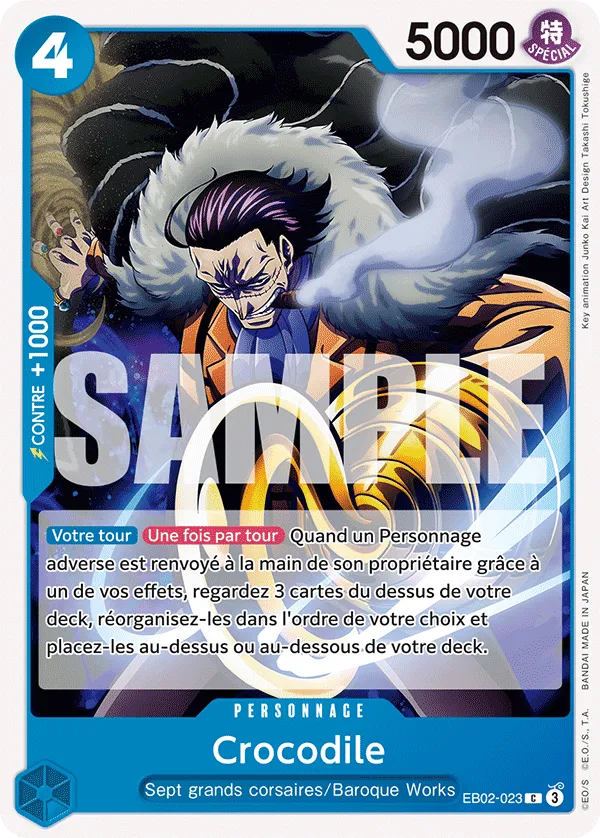 4
5000
特
SPÉCIAL
Key animation Junko Kai Art Design Takashi Tokushige
CONTRE +1000
SAMPLE
Votre tour Une fois par tour Quand un Personnage
adverse est renvoyé à la main de son propriétaire grâce à
un de vos effets, regardez 3 cartes du dessus de votre
deck, réorganisez-les dans l'ordre de votre choix et
placez-les au-dessus ou au-dessous de votre deck.
©EO/S ©E.O./S., T.A. BANDAI MADE IN JAPAN
PERSONNAGE
Crocodile
Sept grands corsaires/Baroque Works
EB02-023 C 3